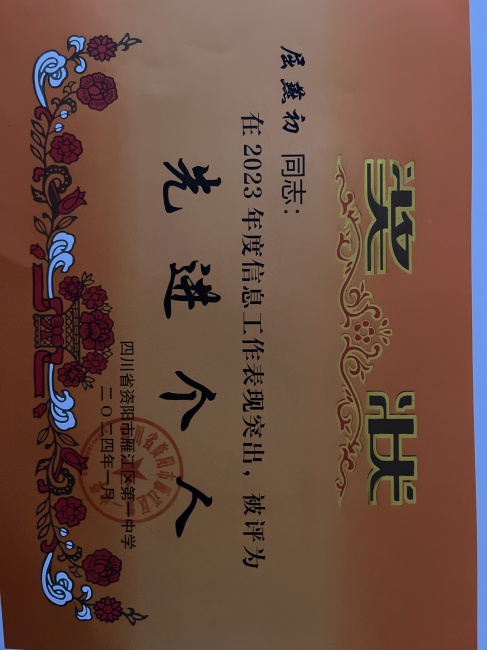 奖状
屈燕初 同志：
在2023年度信息工作表现突出，被评为
先进个人
四川省资阳市雁江区第一中学
二〇二四年一月